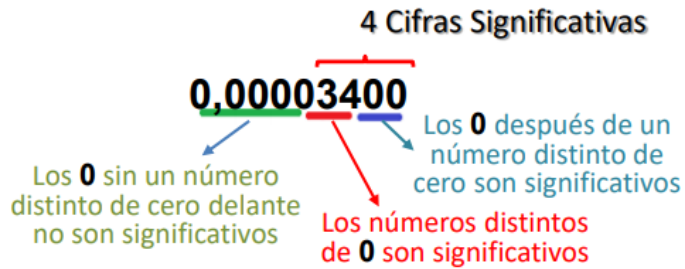 4 Cifras Significativas
0,00003400
Los 0 después de un
número distinto de
cero son significativos
Los 0 sin un número
distinto de cero delante
no son significativos
Los números distintos
de 0 son significativos